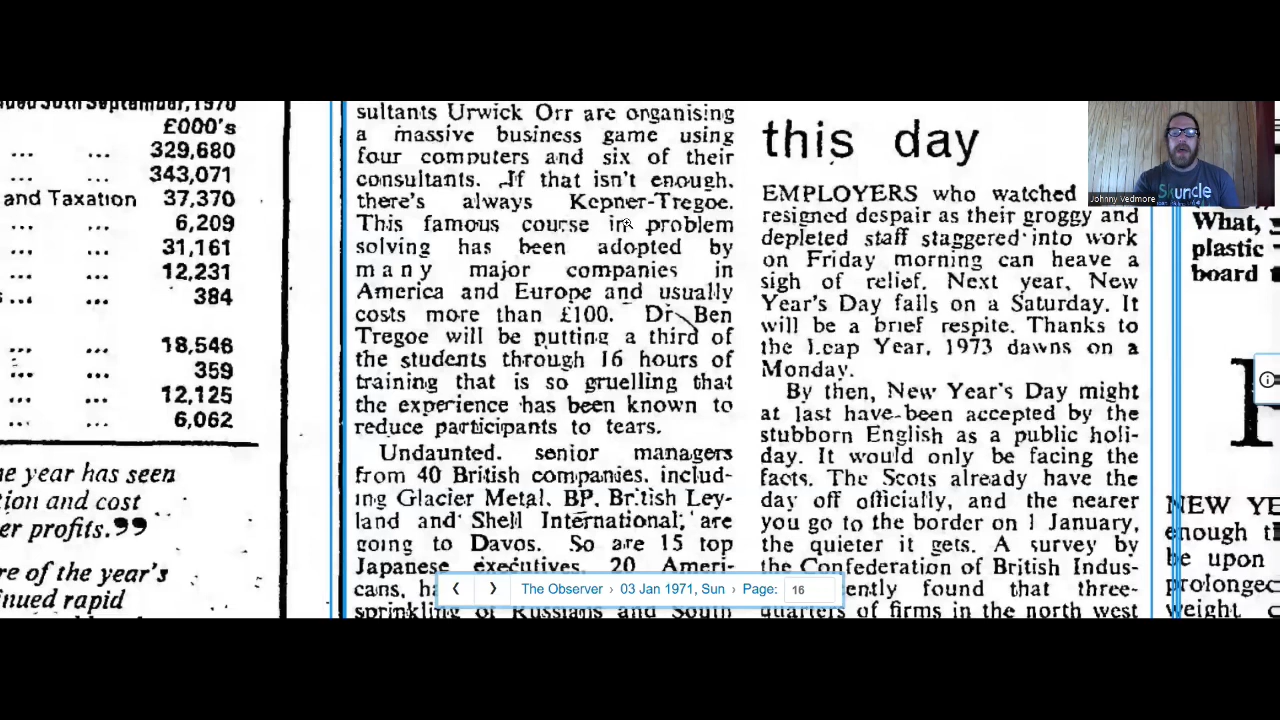 £000's
... ... 329,680
... ... 343,071
and Taxation 37,370
... ... 6,209
... ... 31,161
... ... 12,231
... ... 384
... ... 18,546
... ... 359
... ... 12,125
... ... 6,062
e year has seen
tion and cost
er profits.”
re of the year's
inued rapid
sultants Urwick Orr are organising
a massive business game using
four computers and six of their
consultants. If that isn't enough,
there's always Kepner-Tregoe.
This famous course in problem
solving has been adopted by
many major companies in
America and Europe and usually
costs more than £100. Dr Ben
Tregoe will be putting a third of
the students through 16 hours of
training that is so gruelling that
the experience has been known to
reduce participants to tears.
Undaunted, senior managers
from 40 British companies, includ-
ing Glacier Metal, BP, British Ley-
land and Shell International, are
going to Davos. So are 15 top
Japanese executives, 20 Ameri-
cans, ha
sprinkling of Russians and South
this day
EMPLOYERS who watched
resigned despair as their groggy and
depleted staff staggered into work
on Friday morning can heave a
sigh of relief. Next year, New
Year's Day falls on a Saturday. It
will be a brief respite. Thanks to
the Leap Year, 1973 dawns on a
Monday.
By then, New Year's Day might
at last have been accepted by the
stubborn English as a public holi-
day. It would only be facing the
facts. The Scots already have the
day off officially, and the nearer
you go to the border on 1 January,
the quieter it gets. A survey by
the Confederation of British Indus-
ently found that three-
quarters of firms in the north west
What,
plastic
board
NEW YE
enough th
be upon
prolonged
weight
Johnny Vedmore
Skuncle
The Observer › 03 Jan 1971, Sun › Page: 16